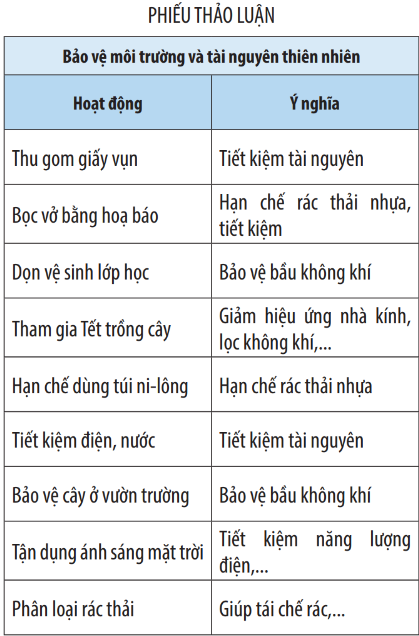 PHIẾU THẢO LUẬN
Bảo vệ môi trường và tài nguyên thiên nhiên
Hoạt động
Ý nghĩa
Thu gom giấy vụn
Tiết kiệm tài nguyên
Bọc vở bằng hoạ báo
Hạn chế rác thải nhựa,
tiết kiệm
Dọn vệ sinh lớp học
Bảo vệ bầu không khí
Tham gia Tết trồng cây
Giảm hiệu ứng nhà kính,
lọc không khí,...
Hạn chế dùng túi ni-lông
Hạn chế rác thải nhựa
Tiết kiệm điện, nước
Tiết kiệm tài nguyên
Bảo vệ cây ở vườn trường
Bảo vệ bầu không khí
Tận dụng ánh sáng mặt trời
Tiết kiệm năng lượng
điện,...
Phân loại rác thải
Giúp tái chế rác,...